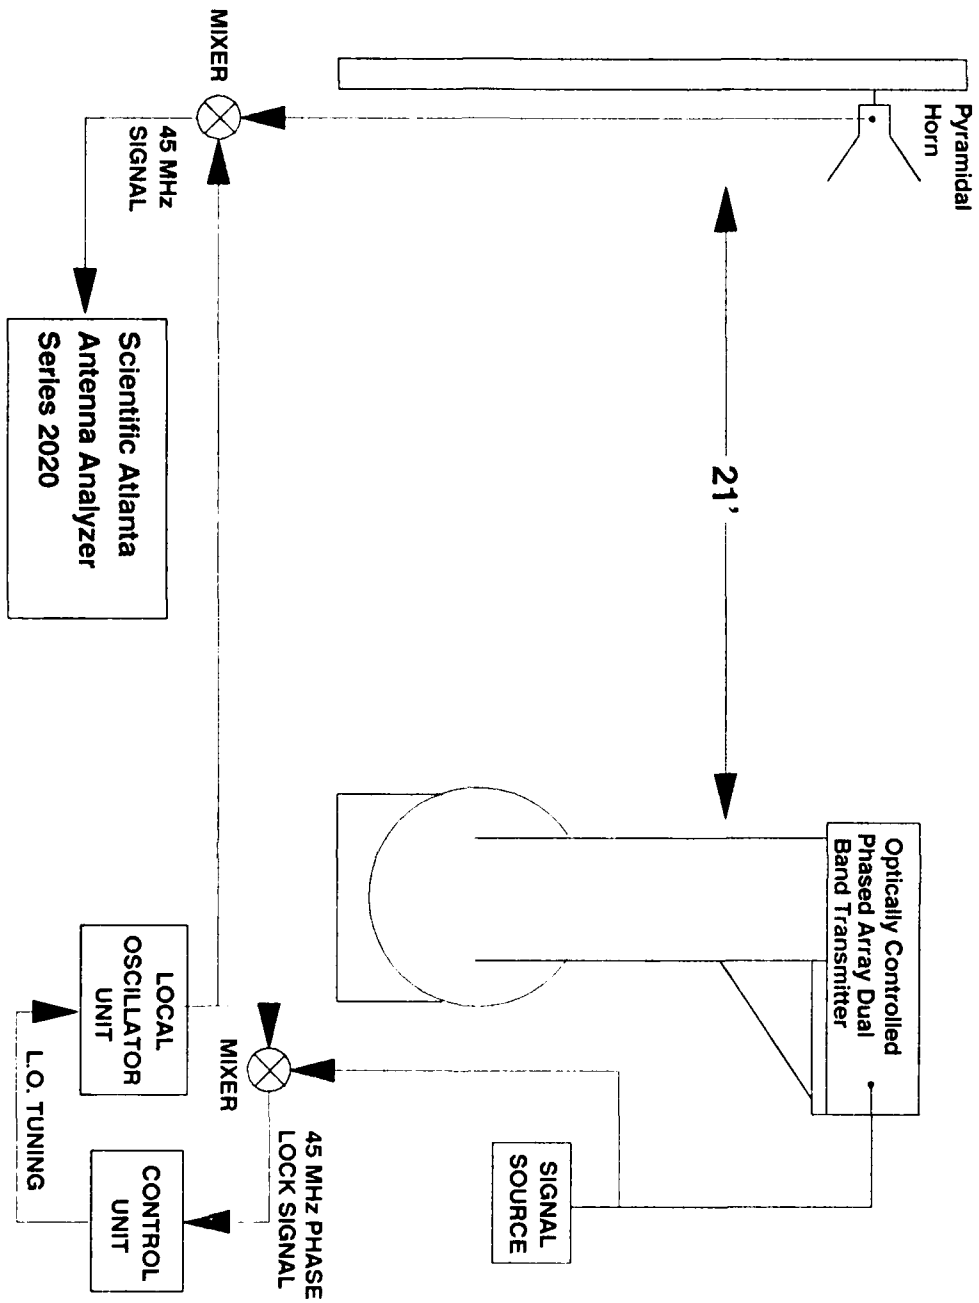 Pyramidal
Horn
Optically Controlled
Phased Array Dual
Band Transmitter
21'
SIGNAL
SOURCE
MIXER
45 MHz
SIGNAL
MIXER
45 MHz PHASE
LOCK SIGNAL
Scientific Atlanta
Antenna Analyzer
Series 2020
LOCAL
OSCILLATOR
UNIT
CONTROL
UNIT
L.O. TUNING